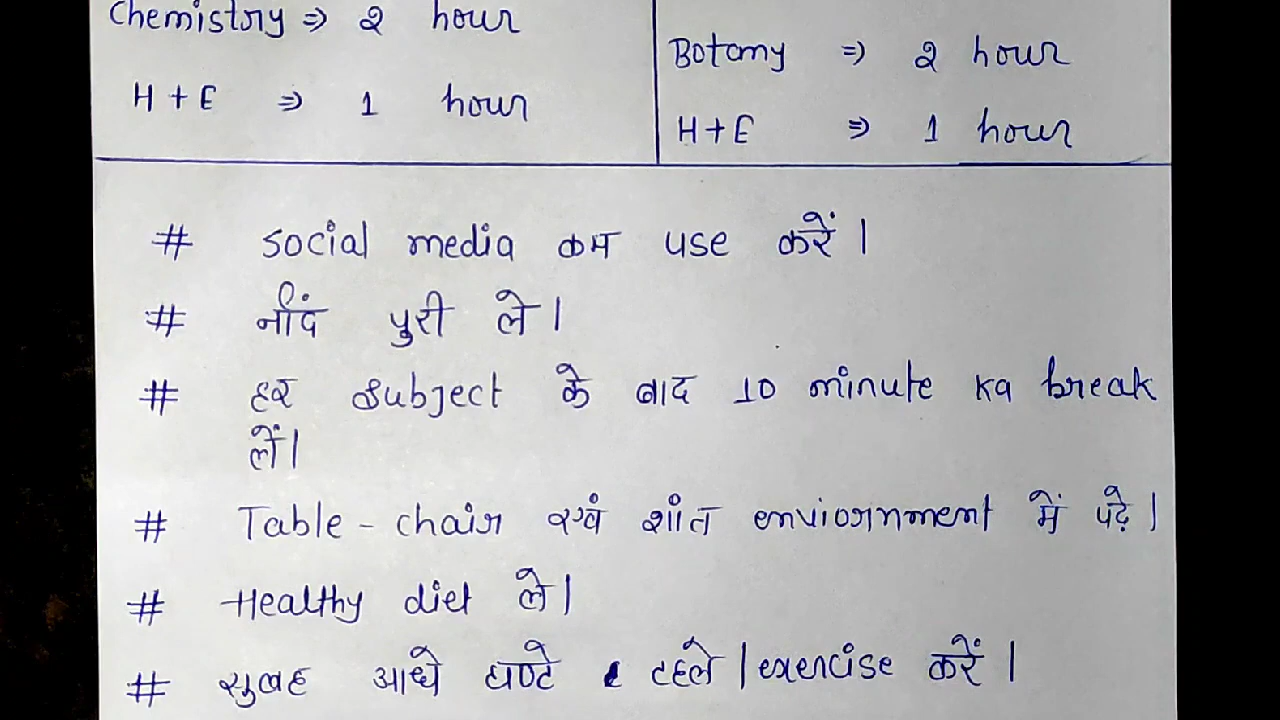 Chemistry ⇒ 2 hour
H + E ⇒ 1 hour
Botany ⇒ 2 hour
H+E ⇒ 1 hour
# social media कम use करें |
# नींद पुरी ले |
# हर subject के बाद 10 minute ka break
लें |
# Table - chair एवं शांत enviornment में पढ़े |
# Healthy diet ले |
# सुबह आधे घण्टे टहले | exercise करें |